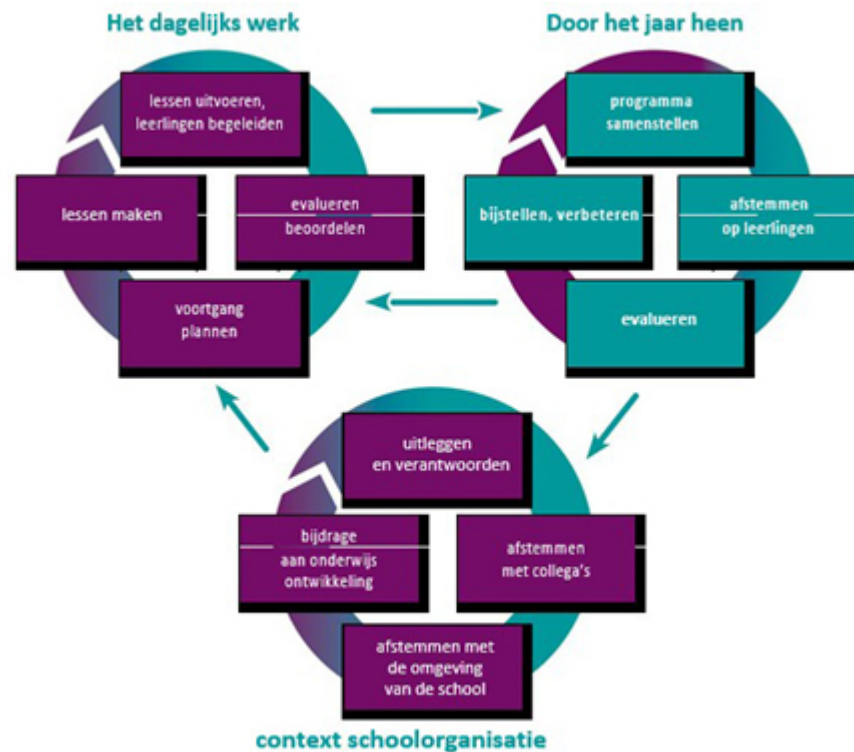 Het dagelijks werk
lessen uitvoeren,
leerlingen begeleiden
lessen maken
evalueren
beoordelen
voortgang
plannen
Door het jaar heen
programma
samenstellen
bijstellen, verbeteren
afstemmen
op leerlingen
evalueren
uitleggen
en verantwoorden
bijdrage
aan onderwijs
ontwikkeling
afstemmen
met collega's
afstemmen met
de omgeving
van de school
context schoolorganisatie